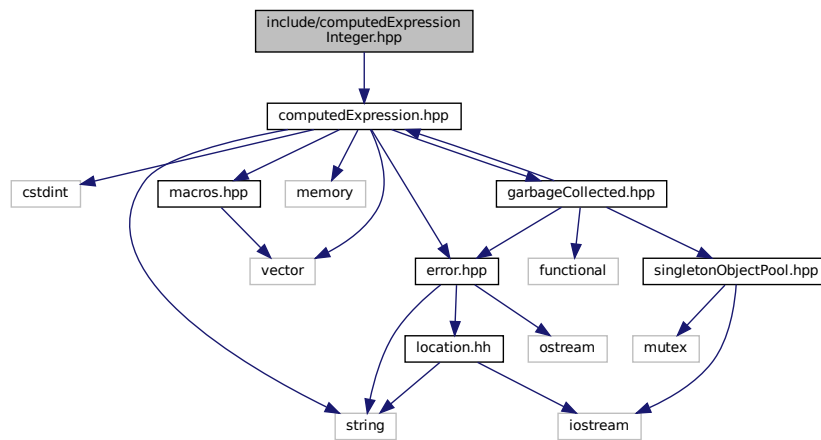 include/computedExpression
Integer.hpp
computedExpression.hpp
cstdint
macros.hpp
memory
garbageCollected.hpp
vector
error.hpp
functional
singletonObjectPool.hpp
location.hh
ostream
mutex
string
iostream